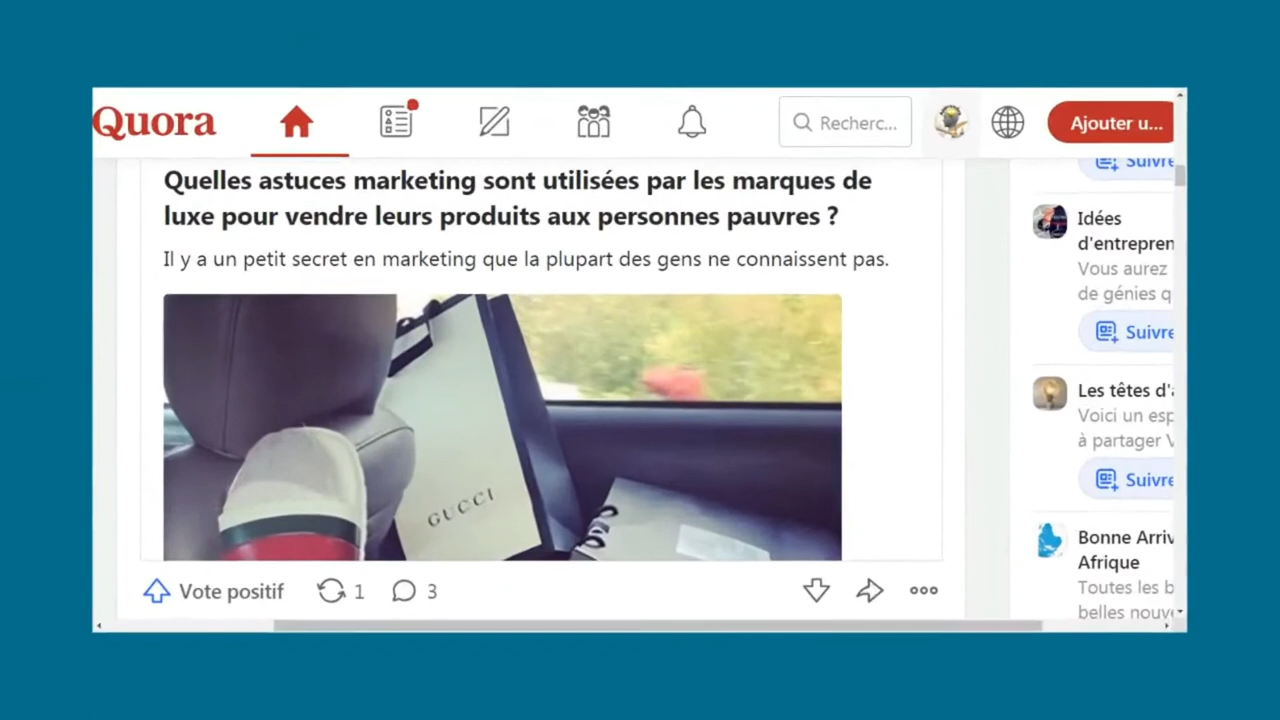 Quora
Recherc...
Ajouter u...
Quelles astuces marketing sont utilisées par les marques de
luxe pour vendre leurs produits aux personnes pauvres ?
Il y a un petit secret en marketing que la plupart des gens ne connaissent pas.
GUCCI
Vote positif
1
3
Suivre
Idées
d'entrepren
Vous aurez
de génies q
Suivre
Les têtes d'a
Voici un esp
à partager V
Suivre
Bonne Arriv
Afrique
Toutes les b
belles nouve